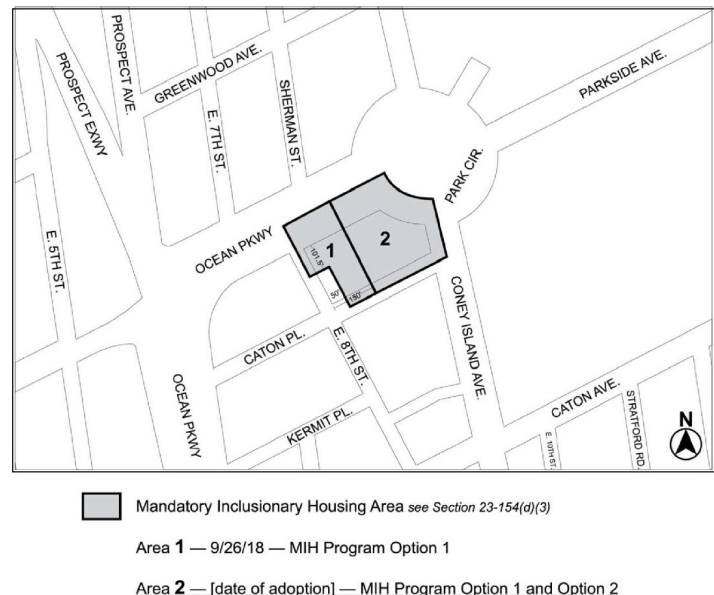 PROSPECT EXWY
PROSPECT AVE.
GREENWOOD AVE.
E. 7TH ST.
SHERMAN ST.
PARKSIDE AVE.
PARK CIR.
E. 5TH ST.
OCEAN PKWY
1
2
101.5'
50'
180'
CATON PL.
E. 8TH ST.
CONEY ISLAND AVE.
OCEAN PKWY
KERMIT PL.
CATON AVE.
E. 10TH ST.
STRATFORD RD.
N
Mandatory Inclusionary Housing Area see Section 23-154(d)(3)
Area 1 — 9/26/18 — MIH Program Option 1
Area 2 — [date of adoption] — MIH Program Option 1 and Option 2